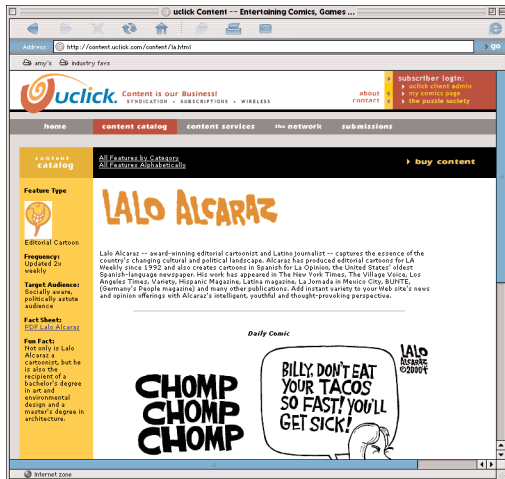 uclick Content -- Entertaining Comics, Games ...
Address: http://content.uclick.com/content/la.html
go
amy's industry favs
uclick.
Content is our Business!
SYNDICATION • SUBSCRIPTIONS • WIRELESS
about
contact
subscriber login:
uclick client admin
my comics page
the puzzle society
home content catalog content services the network submissions
content
catalog
All Features by Category
All Features Alphabetically
buy content
Feature Type
Editorial Cartoon
Frequency:
Updated 2x
weekly
Target Audience:
Socially aware,
politically astute
audience
Fact Sheet:
PDF Lalo Alcaraz
Fun Fact:
Not only is Lalo
Alcaraz a
cartoonist, but he
is also the
recipient of a
bachelor's degree
in art and
environmental
design and a
master's degree in
architecture.
LALO ALCARAZ
Lalo Alcaraz -- award-winning editorial cartoonist and Latino journalist -- captures the essence of the
country's changing cultural and political landscape. Alcaraz has produced editorial cartoons for LA
Weekly since 1992 and also creates cartoons in Spanish for La Opinion, the United States' oldest
Spanish-language newspaper. His work has appeared in The New York Times, The Village Voice, Los
Angeles Times, Variety, Hispanic Magazine, Latina magazine, La Jornada in Mexico City, BUNTE,
(Germany's People magazine) and many other publications. Add instant variety to your Web site's news
and opinion offerings with Alcaraz's intelligent, youthful and thought-provoking perspective.
Daily Comic
CHOMP
CHOMP
CHOMP
BILLY, DON'T EAT
YOUR TACOS
SO FAST! YOU'LL
GET SICK!
LALO
ALCARAZ
©2000
Internet zone